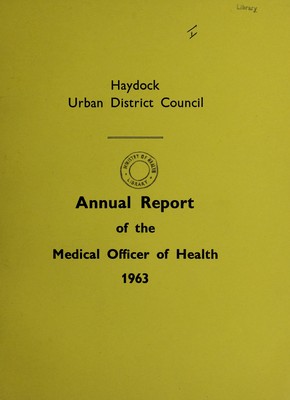 Library
Haydock
Urban District Council
MINISTRY OF HEALTH
LIBRARY
Annual Report
of the
Medical Officer of Health
1963